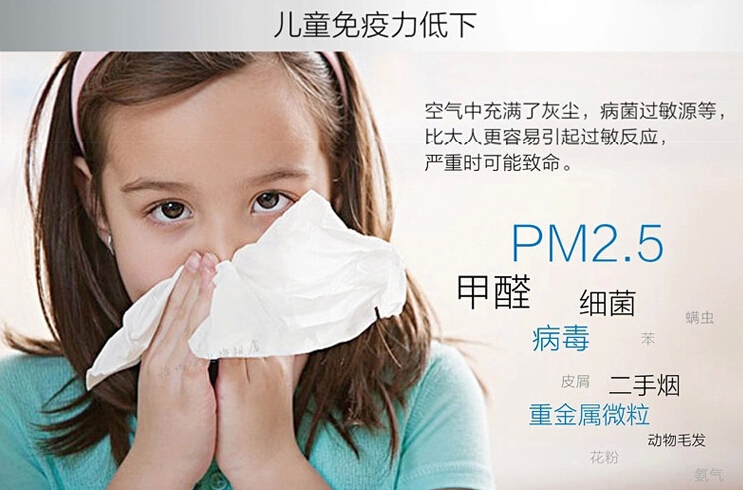 儿童免疫力低下
空气中充满了灰尘，病菌过敏源等，
比大人更容易引起过敏反应，
严重时可能致命。
PM2.5
甲醛
细菌
螨虫
病毒
苯
皮屑
二手烟
重金属微粒
动物毛发
花粉
氨气